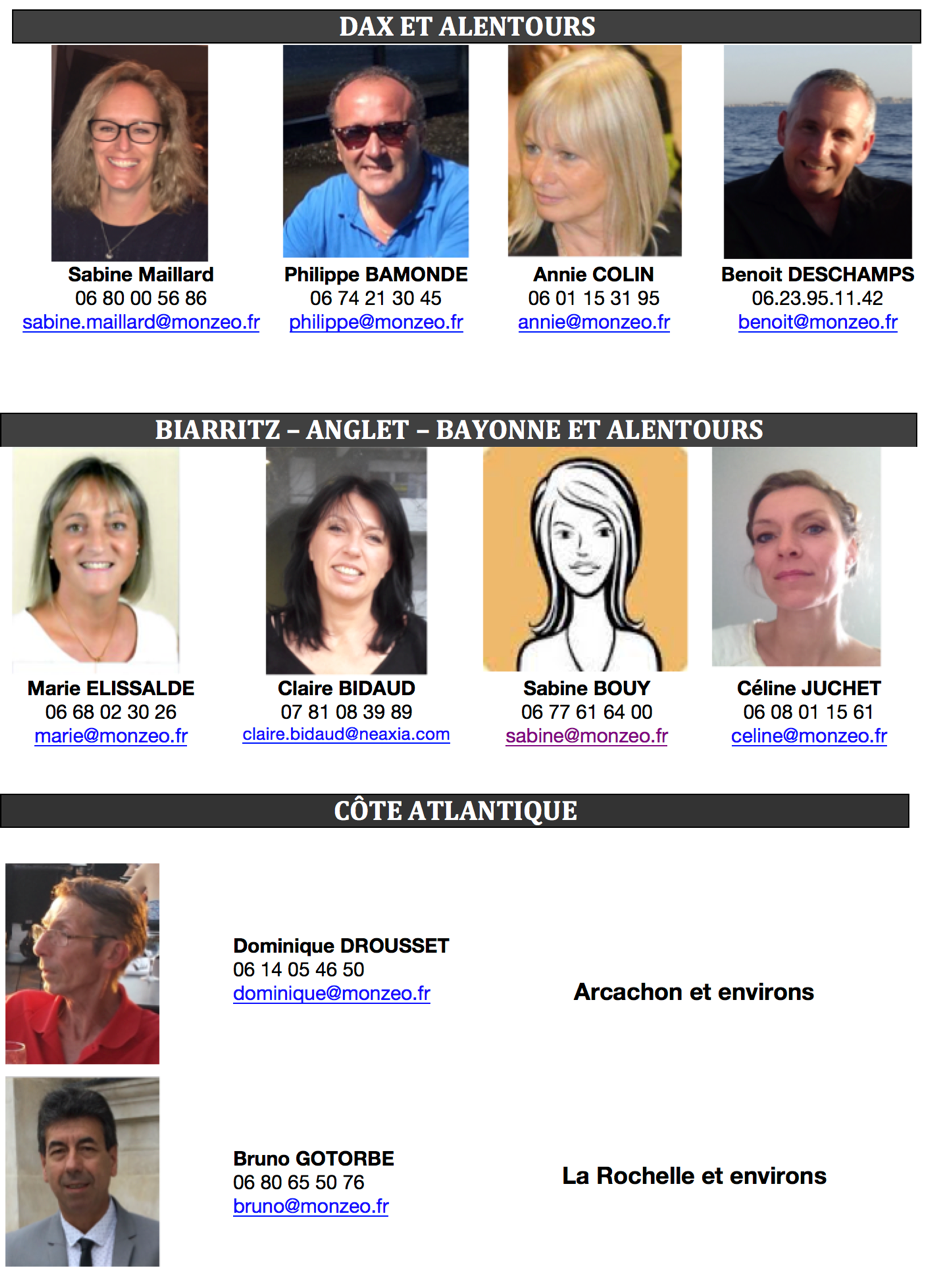 DAX ET ALENTOURS
Sabine Maillard
06 80 00 56 86
sabine.maillard@monzeo.fr
Philippe BAMONDE
06 74 21 30 45
philippe@monzeo.fr
Annie COLIN
06 01 15 31 95
annie@monzeo.fr
Benoit DESCHAMPS
06.23.95.11.42
benoit@monzeo.fr
BIARRITZ – ANGLET – BAYONNE ET ALENTOURS
Marie ELISSALDE
06 68 02 30 26
marie@monzeo.fr
Claire BIDAUD
07 81 08 39 89
claire.bidaud@neaxia.com
Sabine BOUY
06 77 61 64 00
sabine@monzeo.fr
Céline JUCHET
06 08 01 15 61
celine@monzeo.fr
CÔTE ATLANTIQUE
Dominique DROUSSET
06 14 05 46 50
dominique@monzeo.fr
Arcachon et environs
Bruno GOTORBE
06 80 65 50 76
bruno@monzeo.fr
La Rochelle et environs